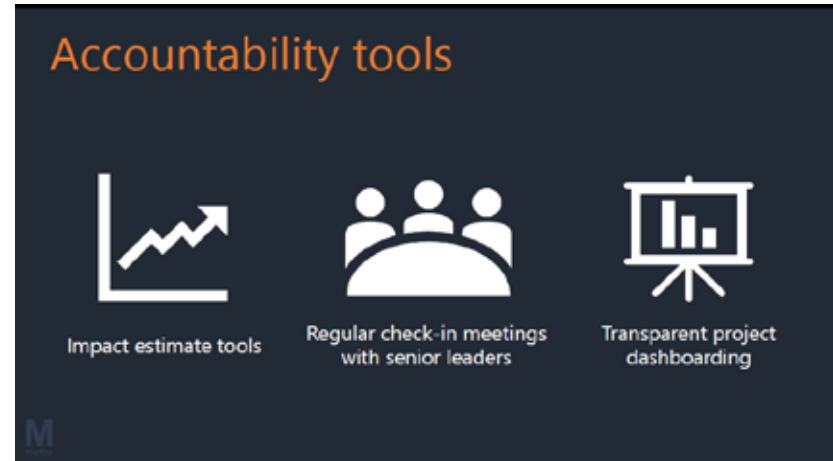 Accountability tools
Impact estimate tools
Regular check-in meetings
with senior leaders
Transparent project
dashboarding
M